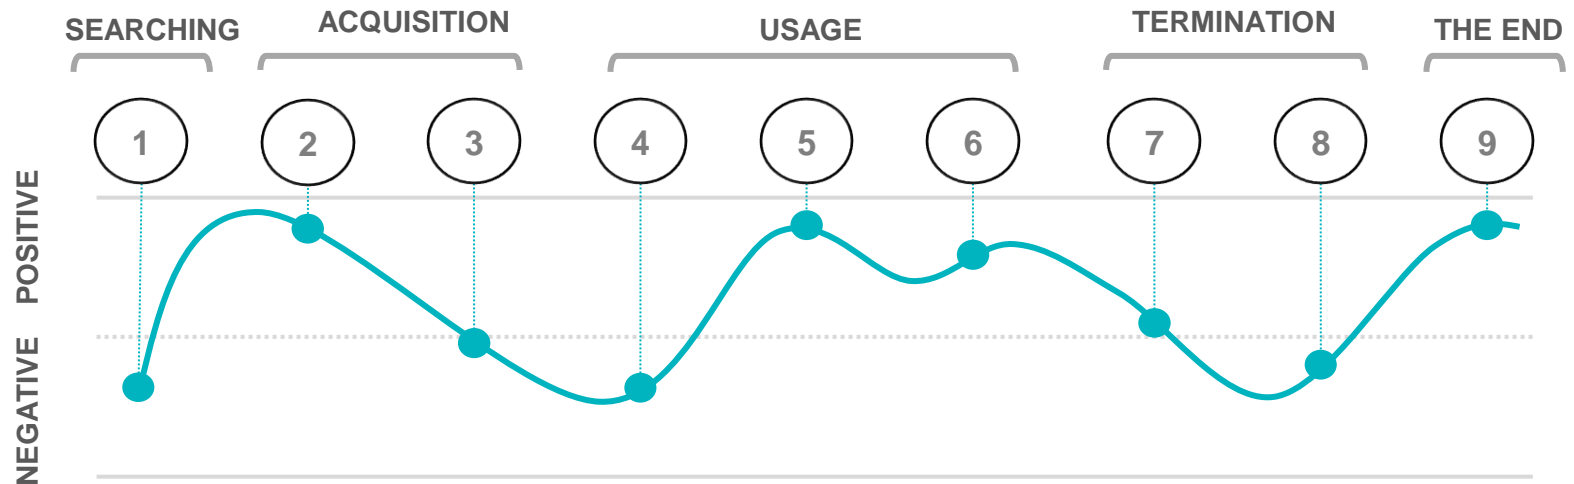 SEARCHING
ACQUISITION
USAGE
TERMINATION
THE END
1
2
3
4
5
6
7
8
9
POSITIVE
NEGATIVE